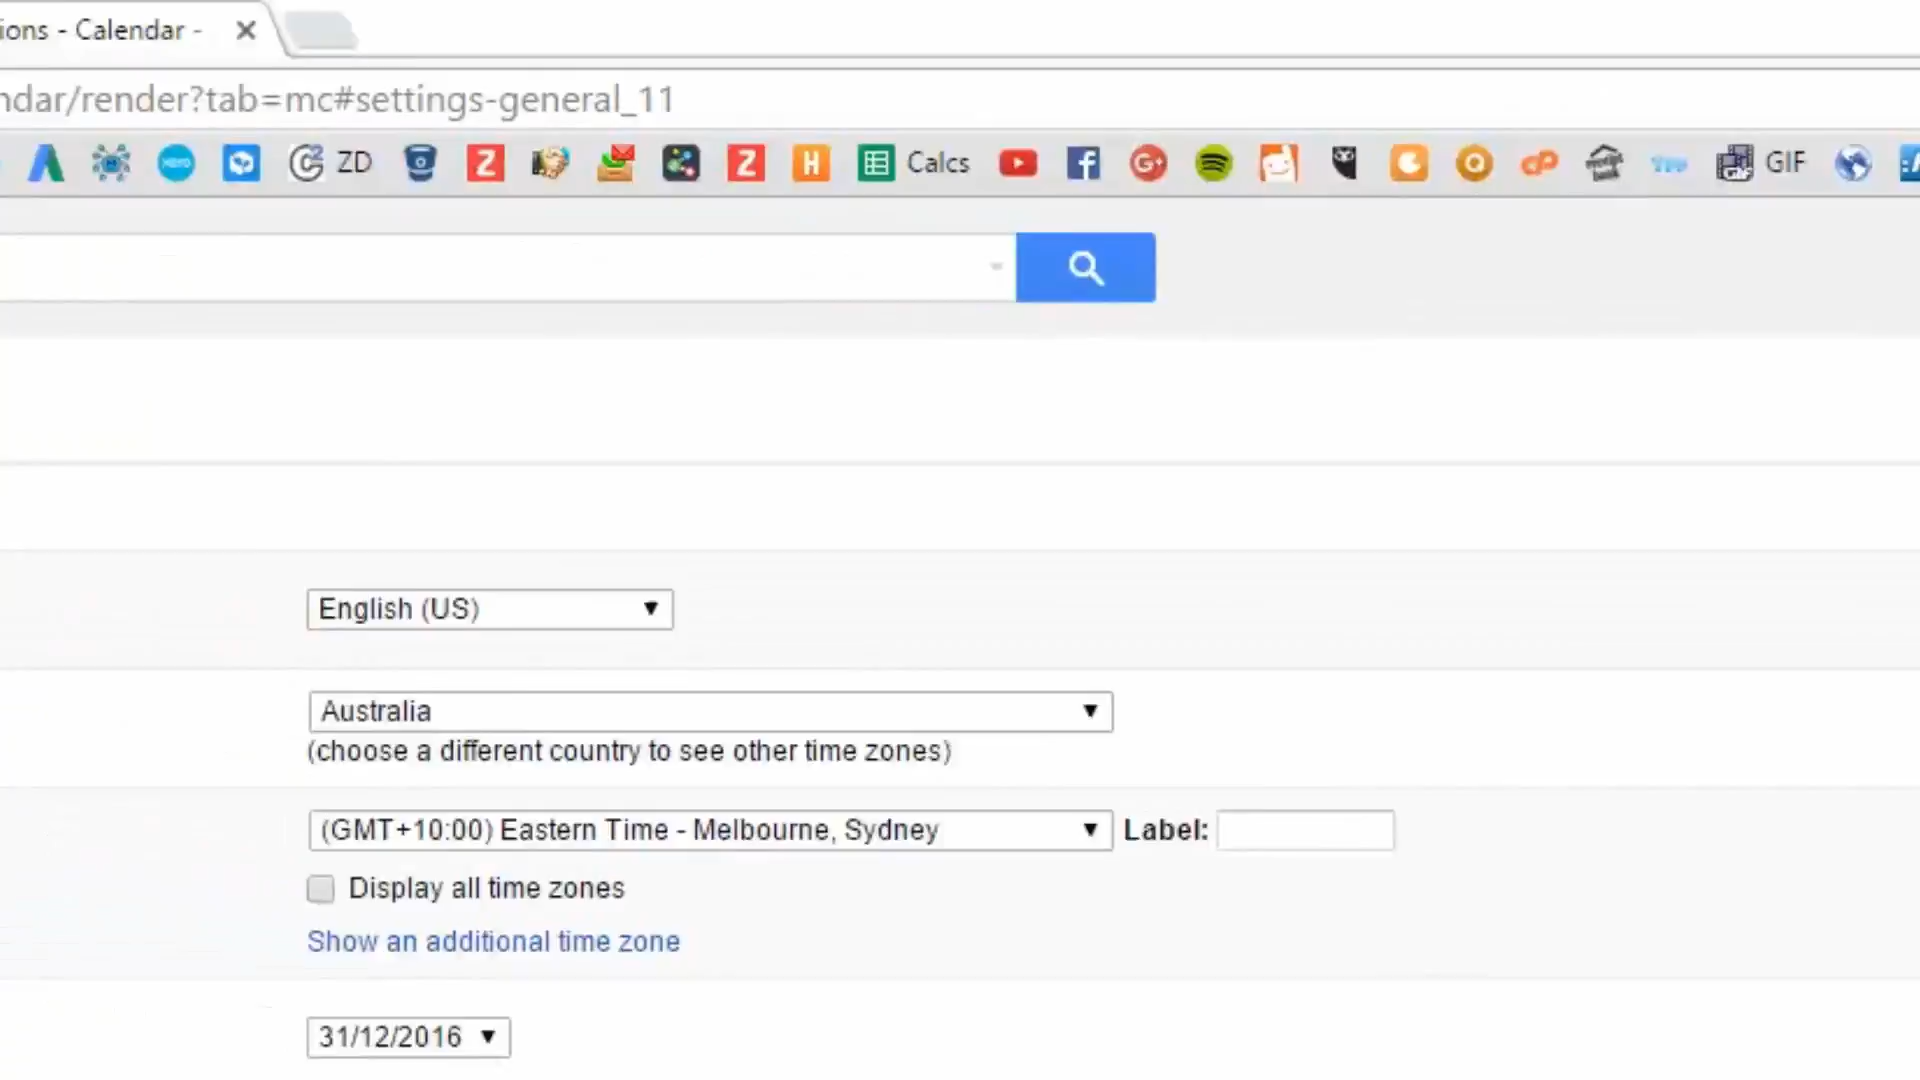 ions - Calendar -
ndar/render?tab=mc#settings-general_11
xero ZD Z Z H Calcs G+ cP GIF
English (US)
Australia
(choose a different country to see other time zones)
(GMT+10:00) Eastern Time - Melbourne, Sydney Label:
Display all time zones
Show an additional time zone
31/12/2016